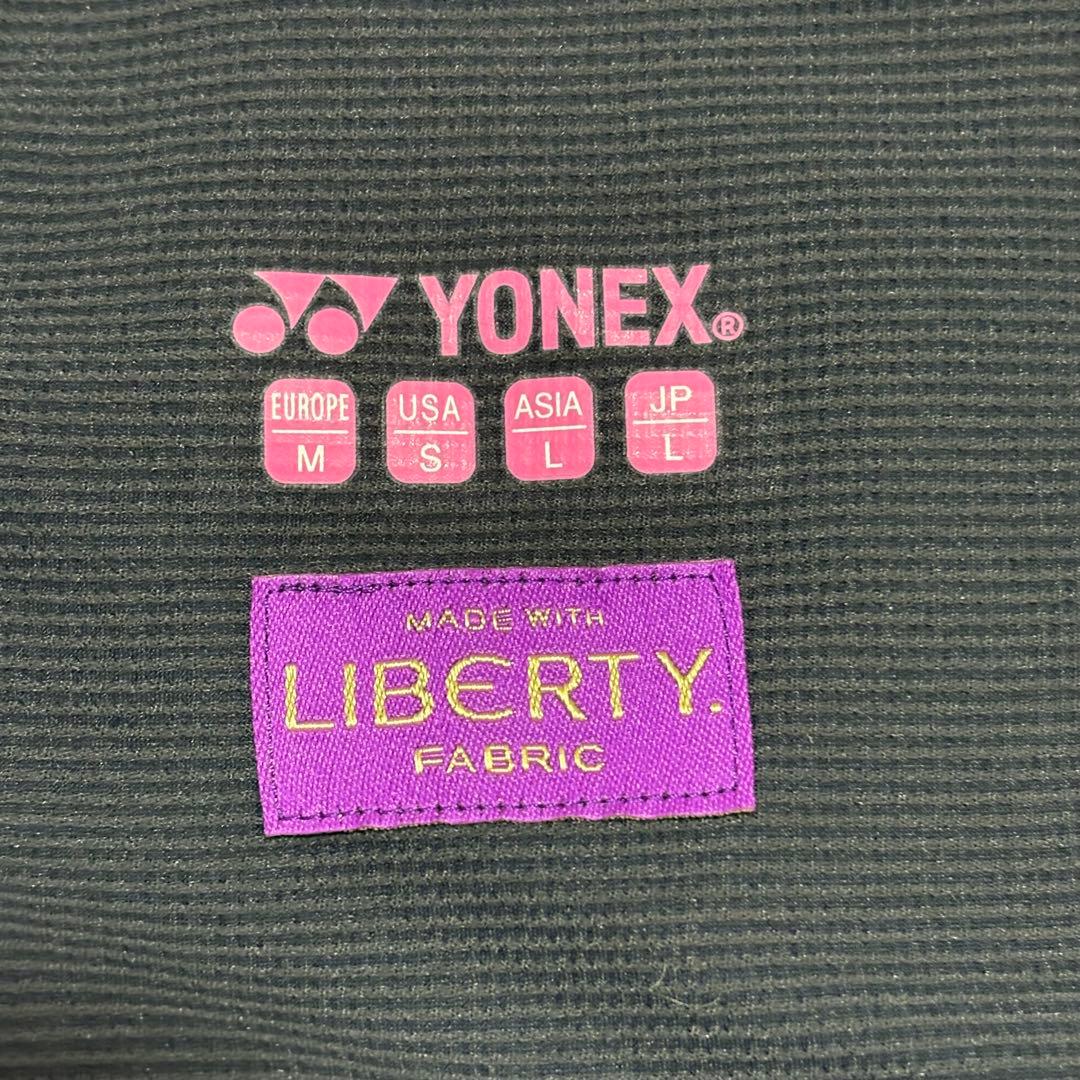 YONEX®
EUROPE USA ASIA JP
M S L L
MADE WITH
LIBERTY.
FABRIC